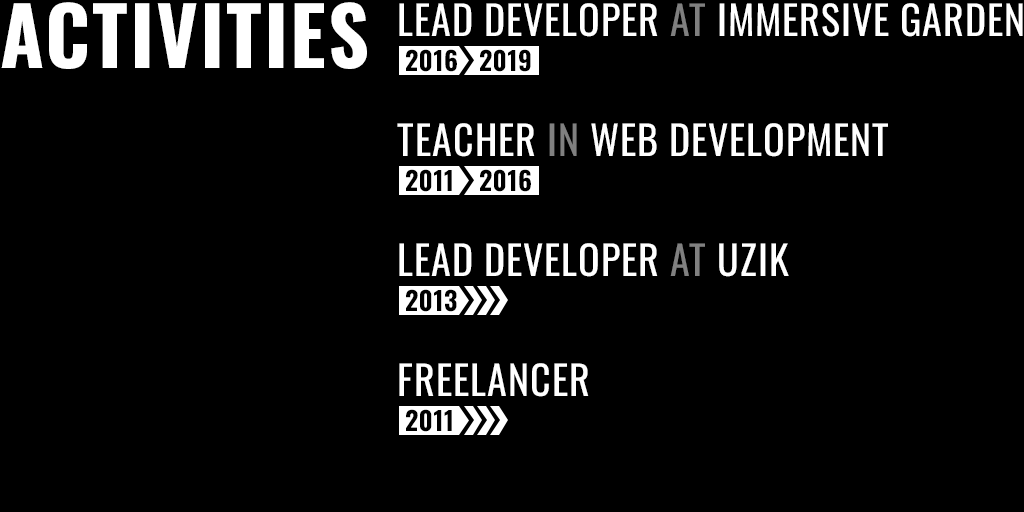 ACTIVITIES
LEAD DEVELOPER AT IMMERSIVE GARDEN
2016 2019
TEACHER IN WEB DEVELOPMENT
2011 2016
LEAD DEVELOPER AT UZIK
2013
FREELANCER
2011